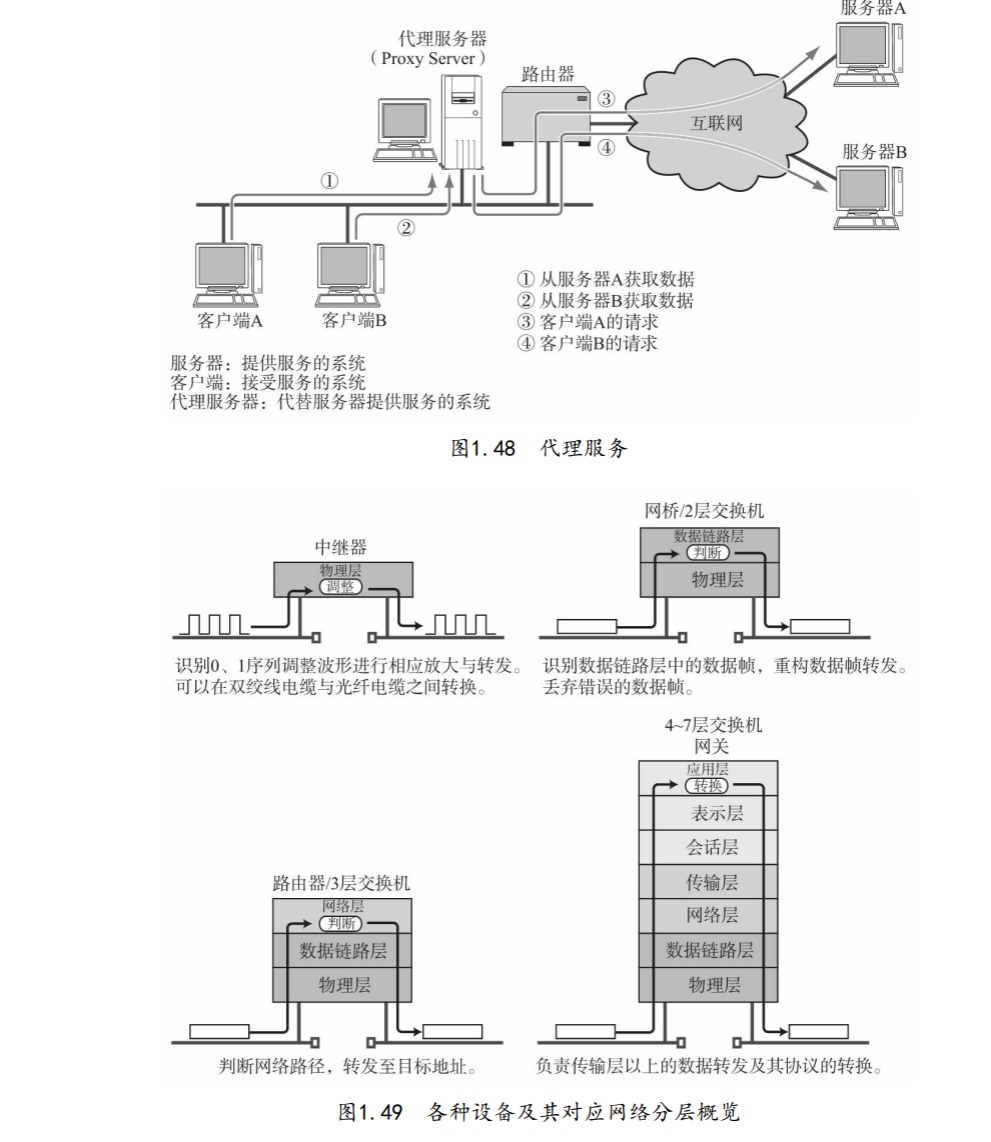 服务器A
代理服务器
（Proxy Server）
路由器
③
互联网
④
服务器B
①
②
客户端A
客户端B
① 从服务器A获取数据
② 从服务器B获取数据
③ 客户端A的请求
④ 客户端B的请求
服务器：提供服务的系统
客户端：接受服务的系统
代理服务器：代替服务器提供服务的系统
图1.48 代理服务
中继器
物理层
调整
识别0、1序列调整波形进行相应放大与转发。
可以在双绞线电缆与光纤电缆之间转换。
网桥/2层交换机
数据链路层
判断
物理层
识别数据链路层中的数据帧，重构数据帧转发。
丢弃错误的数据帧。
路由器/3层交换机
网络层
判断
数据链路层
物理层
判断网络路径，转发至目标地址。
4~7层交换机
网关
应用层
转换
表示层
会话层
传输层
网络层
数据链路层
物理层
负责传输层以上的数据转发及其协议的转换。
图1.49 各种设备及其对应网络分层概览